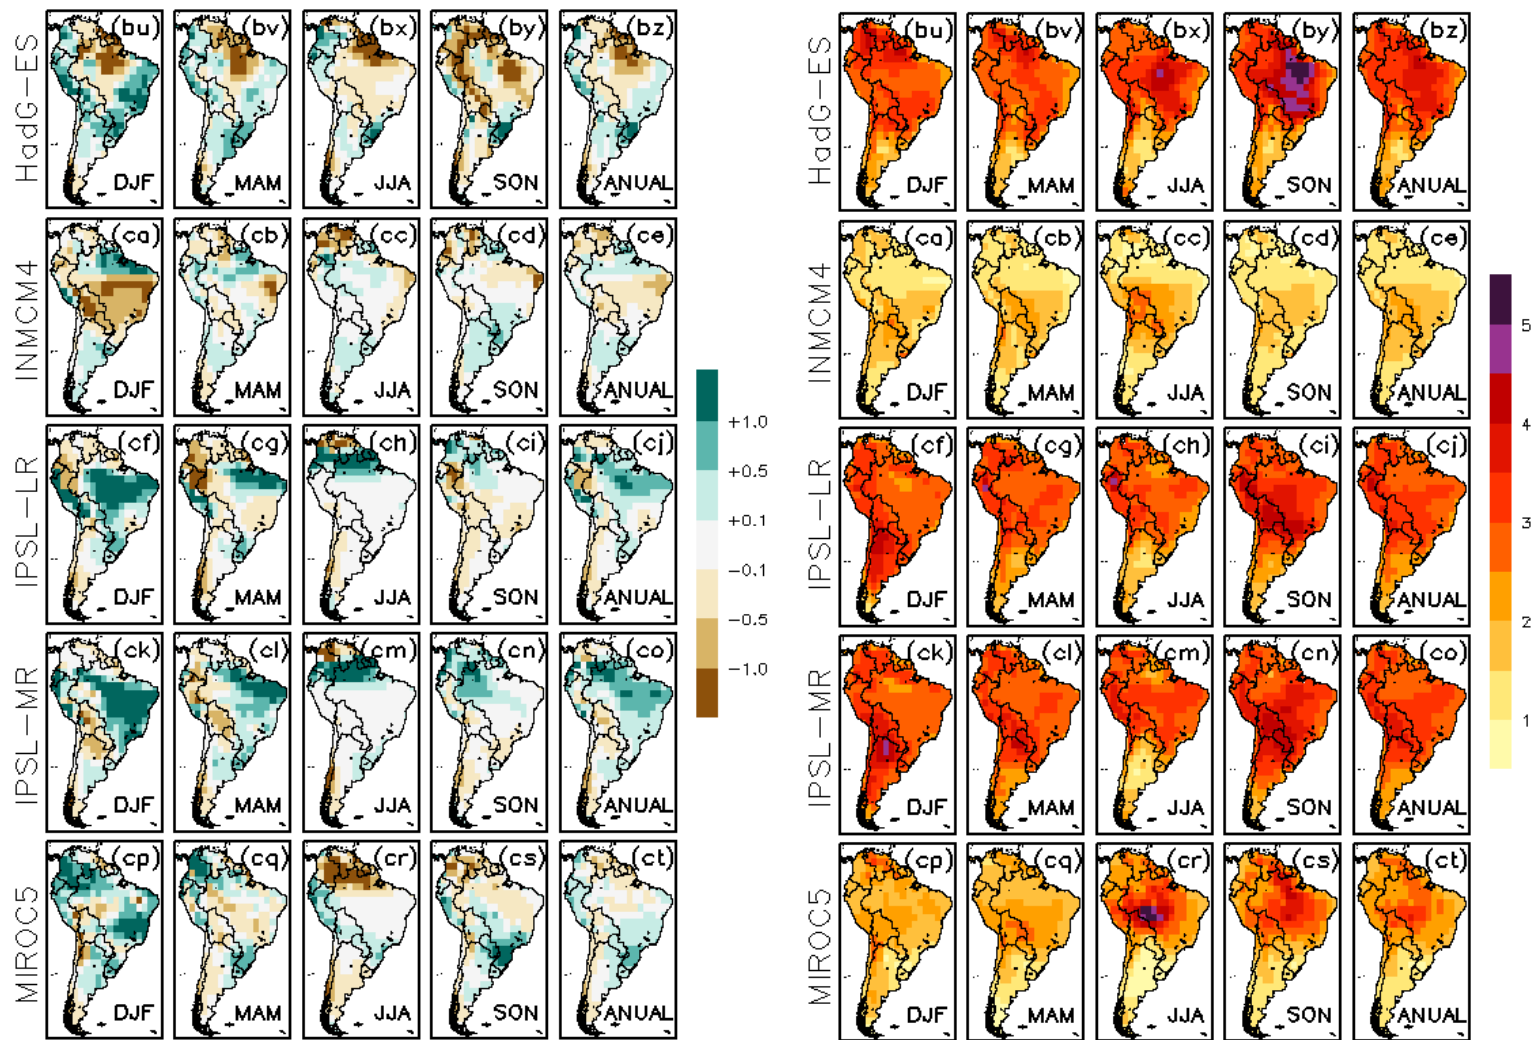 HadG-ES
(bu)
DJF
(bv)
MAM
(bx)
JJA
(by)
SON
(bz)
ANUAL
INMCM4
(ca)
DJF
(cb)
MAM
(cc)
JJA
(cd)
SON
(ce)
ANUAL
IPSL-LR
(cf)
DJF
(cg)
MAM
(ch)
JJA
(ci)
SON
(cj)
ANUAL
IPSL-MR
(ck)
DJF
(cl)
MAM
(cm)
JJA
(cn)
SON
(co)
ANUAL
MIROC5
(cp)
DJF
(cq)
MAM
(cr)
JJA
(cs)
SON
(ct)
ANUAL
+1.0
+0.5
+0.1
-0.1
-0.5
-1.0
HadG-ES
(bu)
DJF
(bv)
MAM
(bx)
JJA
(by)
SON
(bz)
ANUAL
INMCM4
(ca)
DJF
(cb)
MAM
(cc)
JJA
(cd)
SON
(ce)
ANUAL
IPSL-LR
(cf)
DJF
(cg)
MAM
(ch)
JJA
(ci)
SON
(cj)
ANUAL
IPSL-MR
(ck)
DJF
(cl)
MAM
(cm)
JJA
(cn)
SON
(co)
ANUAL
MIROC5
(cp)
DJF
(cq)
MAM
(cr)
JJA
(cs)
SON
(ct)
ANUAL
5
4
3
2
1